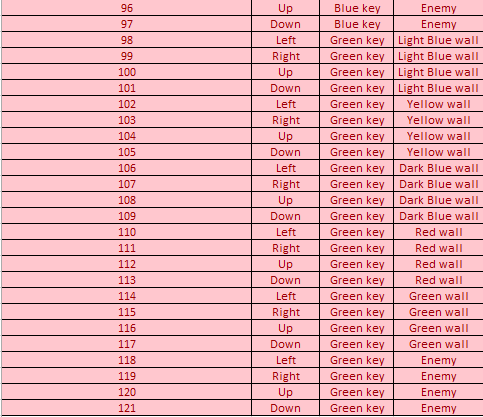 96 Up Blue key Enemy
97 Down Blue key Enemy
98 Left Green key Light Blue wall
99 Right Green key Light Blue wall
100 Up Green key Light Blue wall
101 Down Green key Light Blue wall
102 Left Green key Yellow wall
103 Right Green key Yellow wall
104 Up Green key Yellow wall
105 Down Green key Yellow wall
106 Left Green key Dark Blue wall
107 Right Green key Dark Blue wall
108 Up Green key Dark Blue wall
109 Down Green key Dark Blue wall
110 Left Green key Red wall
111 Right Green key Red wall
112 Up Green key Red wall
113 Down Green key Red wall
114 Left Green key Green wall
115 Right Green key Green wall
116 Up Green key Green wall
117 Down Green key Green wall
118 Left Green key Enemy
119 Right Green key Enemy
120 Up Green key Enemy
121 Down Green key Enemy